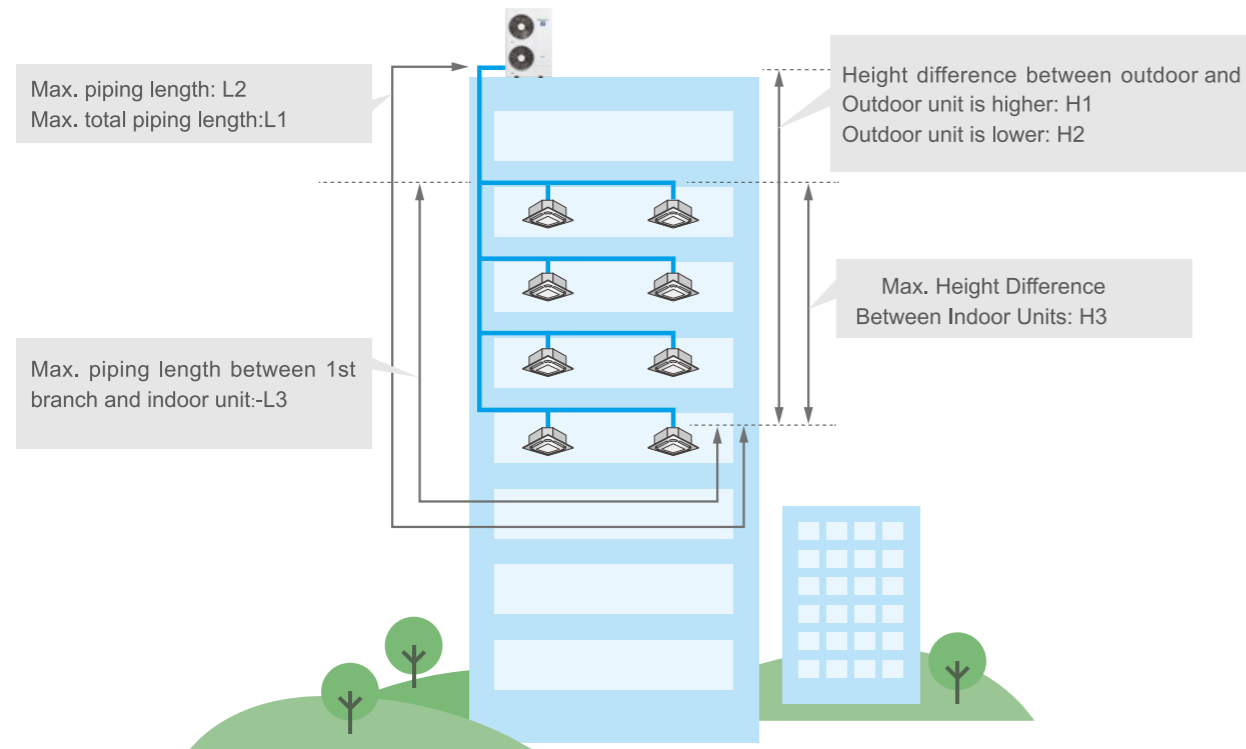 Max. piping length: L2
Max. total piping length:L1
Height difference between outdoor and
Outdoor unit is higher: H1
Outdoor unit is lower: H2
Max. Height Difference
Between Indoor Units: H3
Max. piping length between 1st
branch and indoor unit:-L3